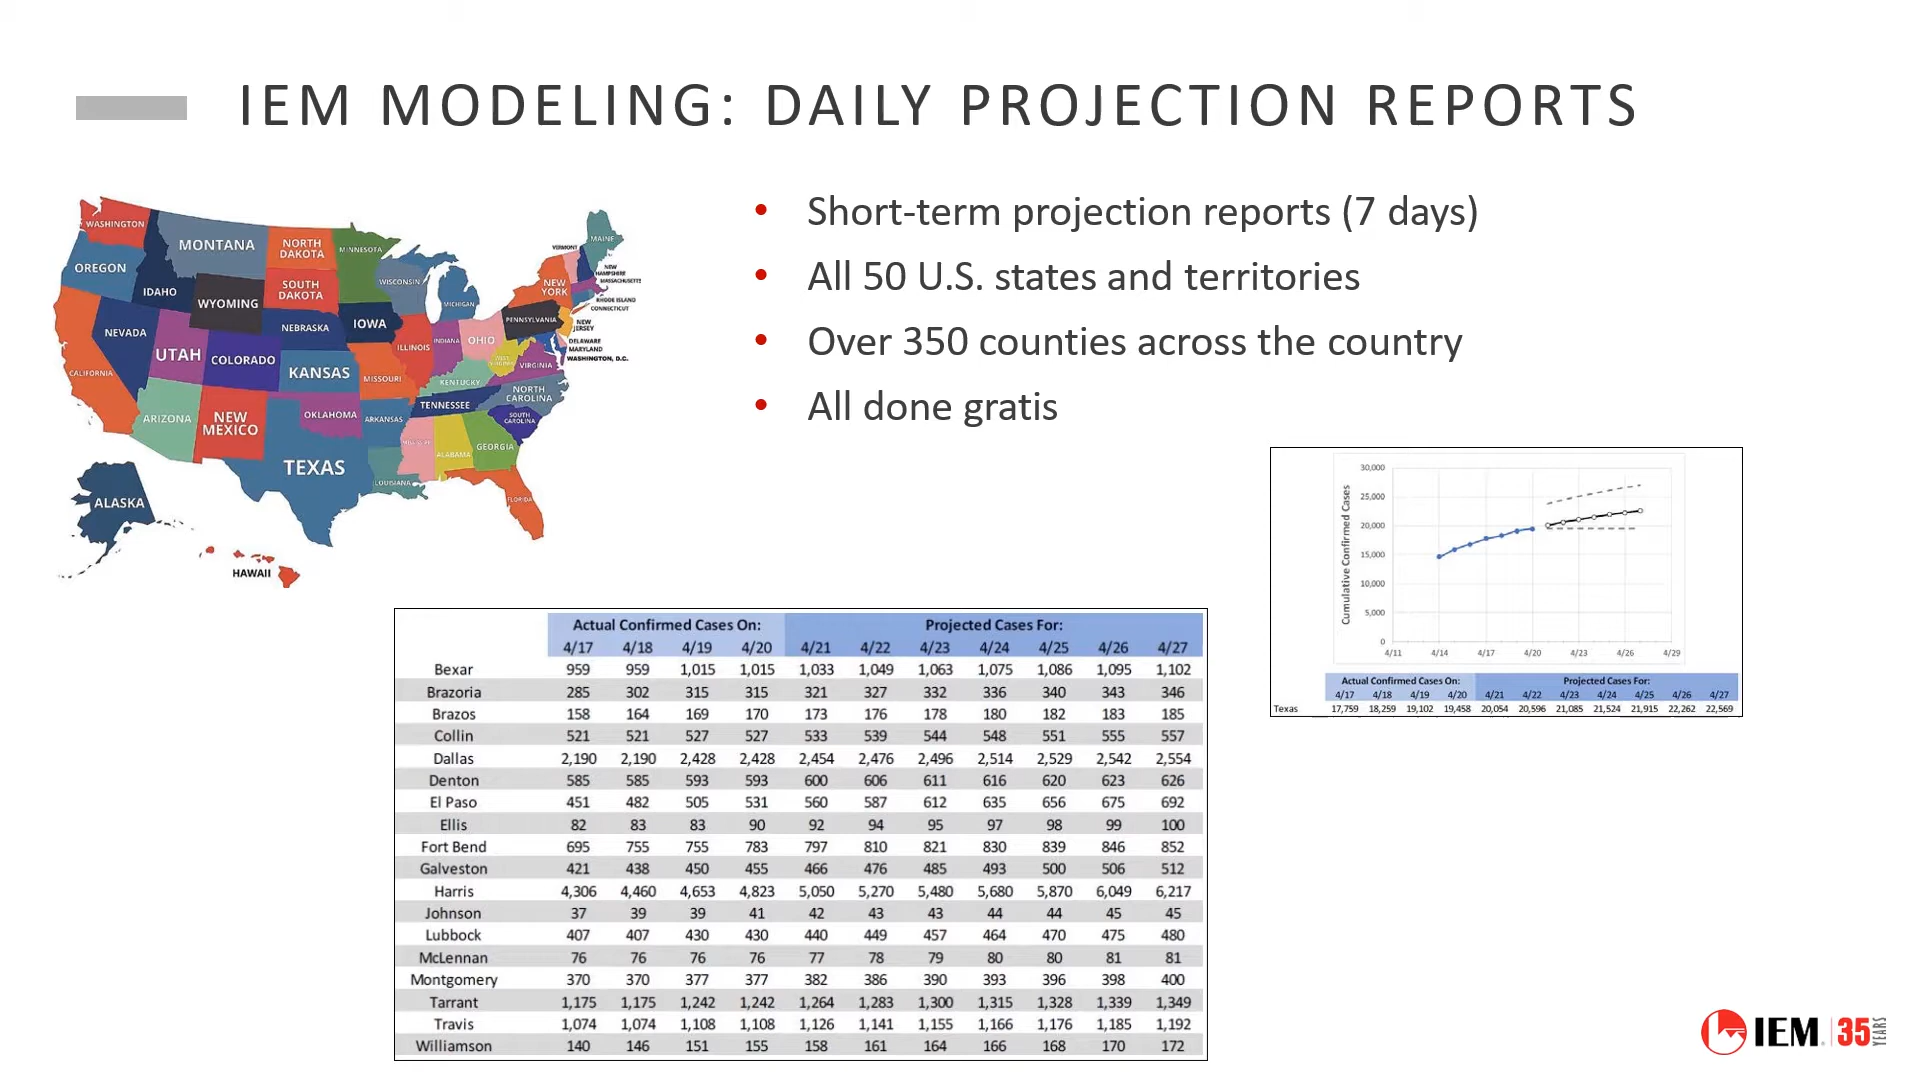 IEM MODELING: DAILY PROJECTION REPORTS
• Short-term projection reports (7 days)
• All 50 U.S. states and territories
• Over 350 counties across the country
• All done gratis
WASHINGTON
OREGON
IDAHO
MONTANA
NORTH
DAKOTA
SOUTH
DAKOTA
MINNESOTA
WISCONSIN
MICHIGAN
WYOMING
NEVADA
UTAH
COLORADO
NEBRASKA
IOWA
KANSAS
CALIFORNIA
ARIZONA
NEW
MEXICO
OKLAHOMA
TEXAS
MISSOURI
ARKANSAS
LOUISIANA
ILLINOIS
INDIANA
OHIO
KENTUCKY
TENNESSEE
ALABAMA
GEORGIA
FLORIDA
SOUTH
CAROLINA
NORTH
CAROLINA
VIRGINIA
PENNSYLVANIA
NEW
YORK
VERMONT
MAINE
NEW
HAMPSHIRE
MASSACHUSETTS
RHODE ISLAND
CONNECTICUT
NEW
JERSEY
DELAWARE
MARYLAND
WASHINGTON, D.C.
ALASKA
HAWAII
Cumulative Confirmed Cases
30,000
25,000
20,000
15,000
10,000
5,000
0
4/11 4/14 4/17 4/20 4/23 4/26 4/29
Actual Confirmed Cases On: Projected Cases For:
4/17 4/18 4/19 4/20 4/21 4/22 4/23 4/24 4/25 4/26 4/27
Texas 17,759 18,259 19,102 19,458 20,054 20,596 21,085 21,524 21,915 22,262 22,569
Actual Confirmed Cases On: Projected Cases For:
4/17 4/18 4/19 4/20 4/21 4/22 4/23 4/24 4/25 4/26 4/27
Bexar 959 959 1,015 1,015 1,033 1,049 1,063 1,075 1,086 1,095 1,102
Brazoria 285 302 315 315 321 327 332 336 340 343 346
Brazos 158 164 169 170 173 176 178 180 182 183 185
Collin 521 521 527 527 533 539 544 548 551 555 557
Dallas 2,190 2,190 2,428 2,428 2,454 2,476 2,496 2,514 2,529 2,542 2,554
Denton 585 585 593 593 600 606 611 616 620 623 626
El Paso 451 482 505 531 560 587 612 635 656 675 692
Ellis 82 83 83 90 92 94 95 97 98 99 100
Fort Bend 695 755 755 783 797 810 821 830 839 846 852
Galveston 421 438 450 455 466 476 485 493 500 506 512
Harris 4,306 4,460 4,653 4,823 5,050 5,270 5,480 5,680 5,870 6,049 6,217
Johnson 37 39 39 41 42 43 43 44 44 45 45
Lubbock 407 407 430 430 440 449 457 464 470 475 480
McLennan 76 76 76 76 77 78 79 80 80 81 81
Montgomery 370 370 377 377 382 386 390 393 396 398 400
Tarrant 1,175 1,175 1,242 1,242 1,264 1,283 1,300 1,315 1,328 1,339 1,349
Travis 1,074 1,074 1,108 1,108 1,126 1,141 1,155 1,166 1,176 1,185 1,192
Williamson 140 146 151 155 158 161 164 166 168 170 172
IEM 35 YEARS